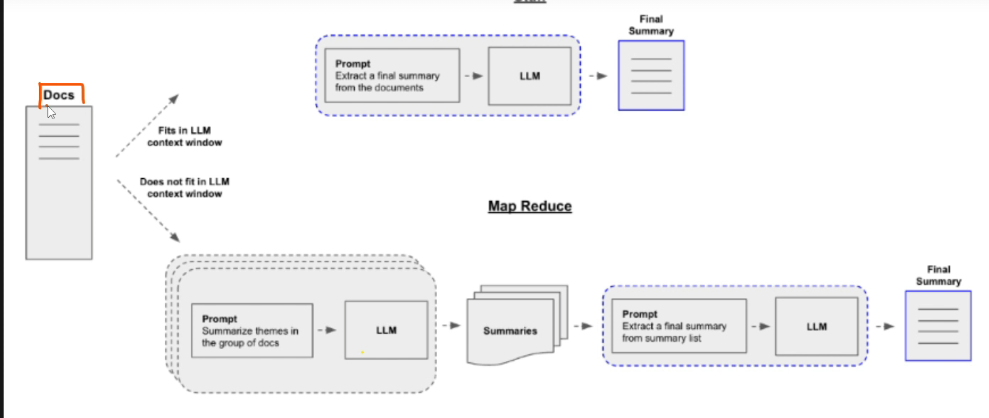 Final
Summary
Prompt
Extract a final summary
from the documents
LLM
Docs
Fits in LLM
context window
Does not fit in LLM
context window
Map Reduce
Prompt
Summarize themes in
the group of docs
LLM
Summaries
Prompt
Extract a final summary
from summary list
LLM
Final
Summary